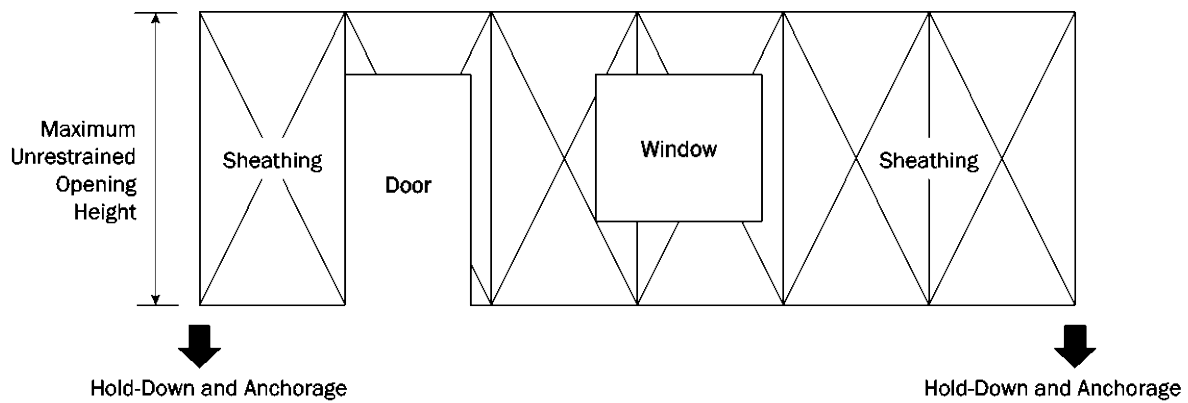 Maximum
Unrestrained
Opening
Height
Sheathing
Door
Window
Sheathing
Hold-Down and Anchorage
Hold-Down and Anchorage